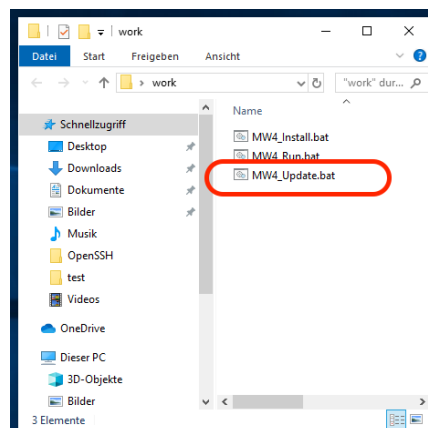 work
Datei Start Freigeben Ansicht
work "work" dur...
Name
Schnellzugriff
Desktop
Downloads
Dokumente
Bilder
Musik
OpenSSH
test
Videos
OneDrive
Dieser PC
3D-Objekte
Bilder
MW4_Install.bat
MW4_Run.bat
MW4_Update.bat
3 Elemente